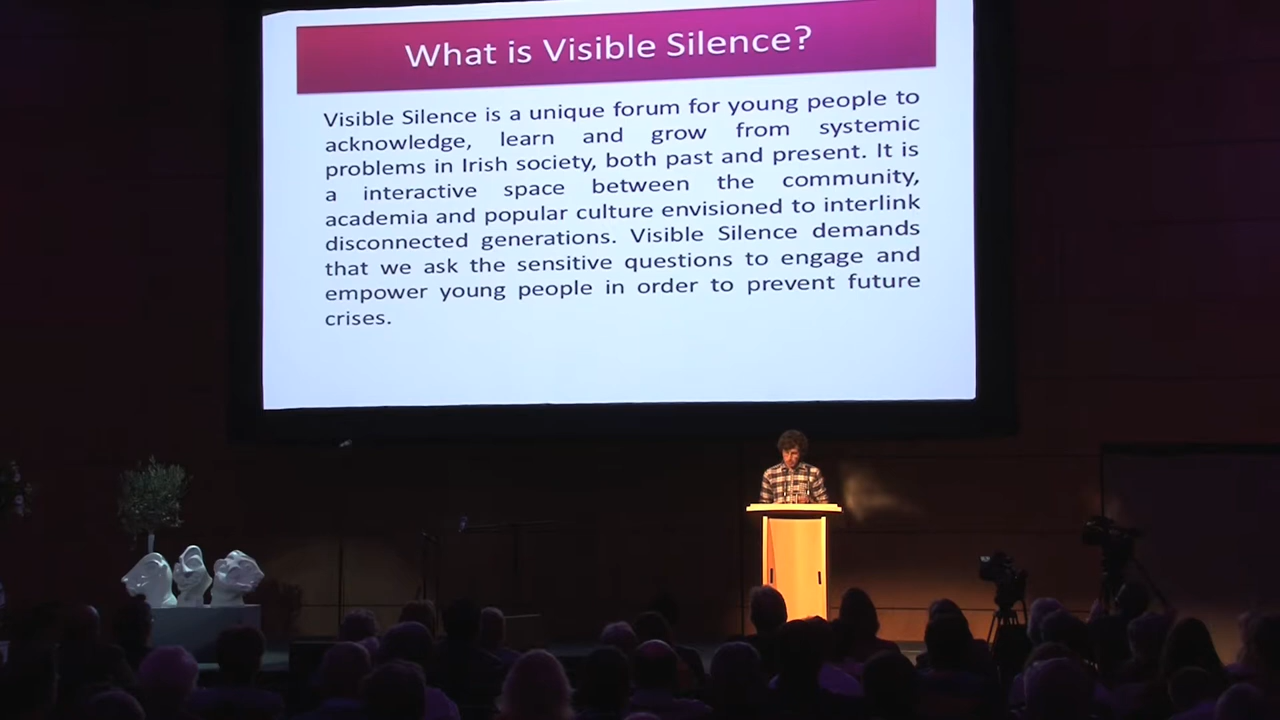 What is Visible Silence?
Visible Silence is a unique forum for young people to
acknowledge, learn and grow from systemic
problems in Irish society, both past and present. It is
a interactive space between the community,
academia and popular culture envisioned to interlink
disconnected generations. Visible Silence demands
that we ask the sensitive questions to engage and
empower young people in order to prevent future
crises.